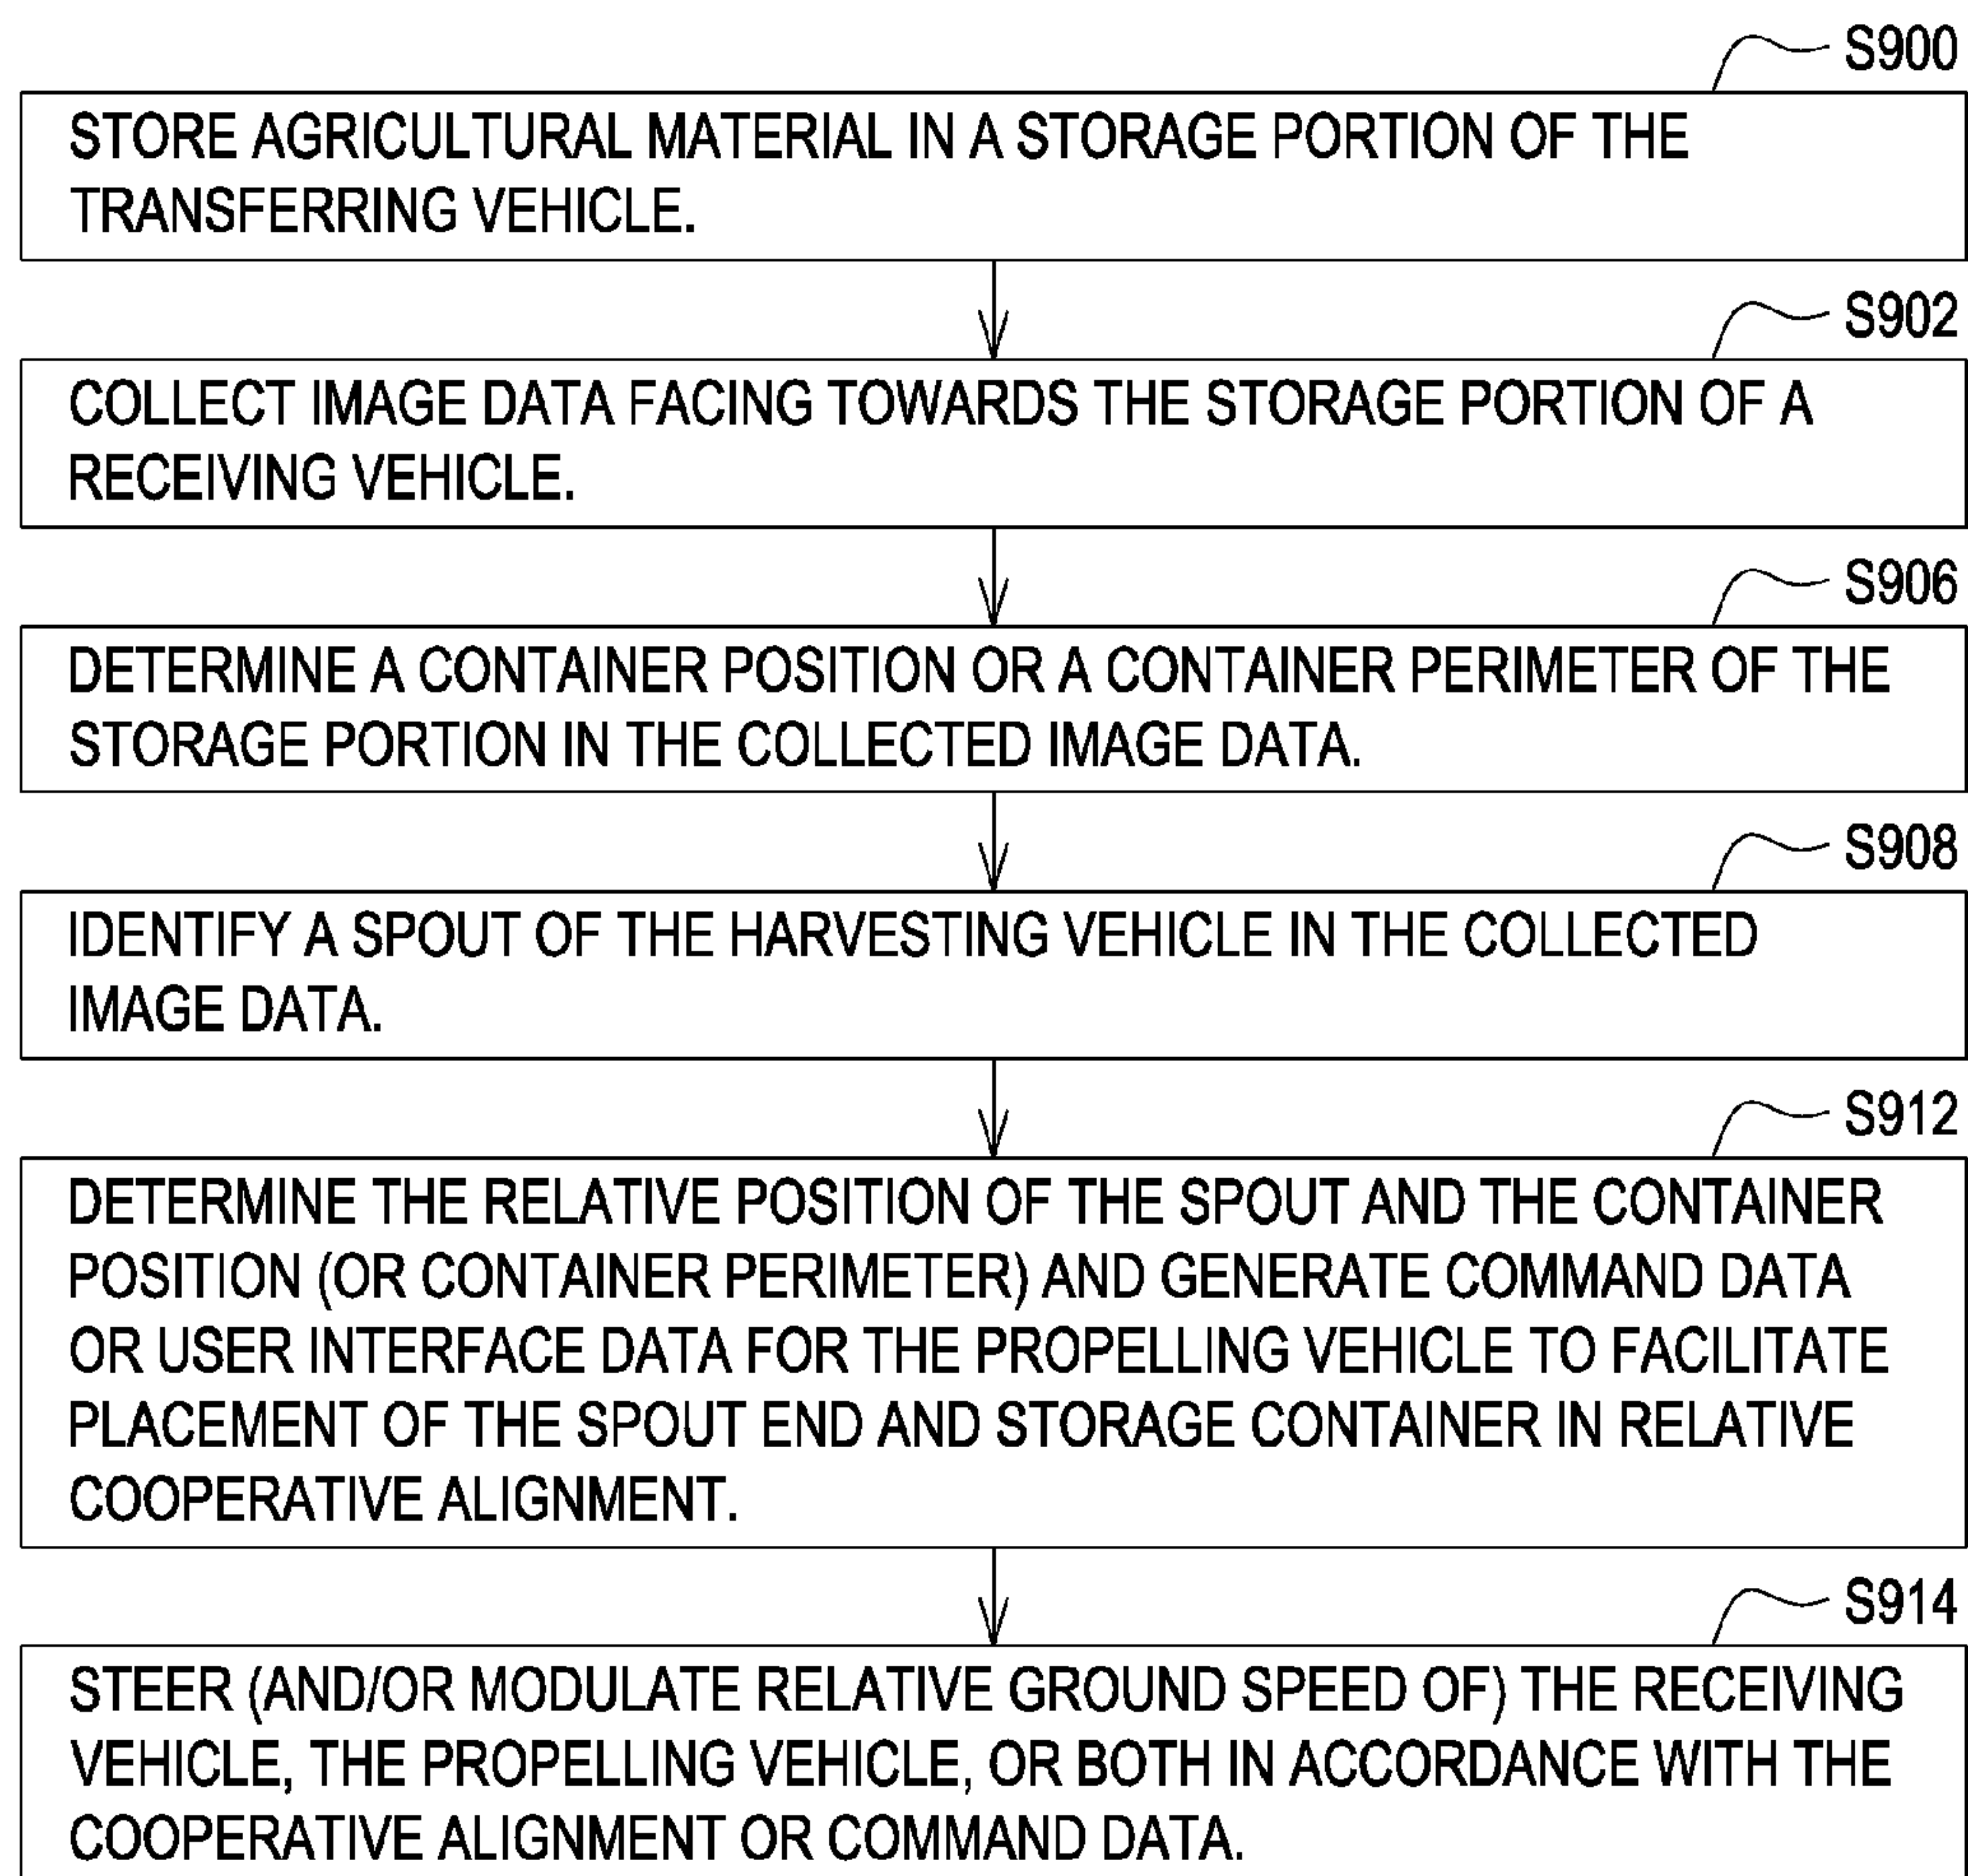 S900
STORE AGRICULTURAL MATERIAL IN A STORAGE PORTION OF THE
TRANSFERRING VEHICLE.
S902
COLLECT IMAGE DATA FACING TOWARDS THE STORAGE PORTION OF A
RECEIVING VEHICLE.
S906
DETERMINE A CONTAINER POSITION OR A CONTAINER PERIMETER OF THE
STORAGE PORTION IN THE COLLECTED IMAGE DATA.
S908
IDENTIFY A SPOUT OF THE HARVESTING VEHICLE IN THE COLLECTED
IMAGE DATA.
S912
DETERMINE THE RELATIVE POSITION OF THE SPOUT AND THE CONTAINER
POSITION (OR CONTAINER PERIMETER) AND GENERATE COMMAND DATA
OR USER INTERFACE DATA FOR THE PROPELLING VEHICLE TO FACILITATE
PLACEMENT OF THE SPOUT END AND STORAGE CONTAINER IN RELATIVE
COOPERATIVE ALIGNMENT.
S914
STEER (AND/OR MODULATE RELATIVE GROUND SPEED OF) THE RECEIVING
VEHICLE, THE PROPELLING VEHICLE, OR BOTH IN ACCORDANCE WITH THE
COOPERATIVE ALIGNMENT OR COMMAND DATA.